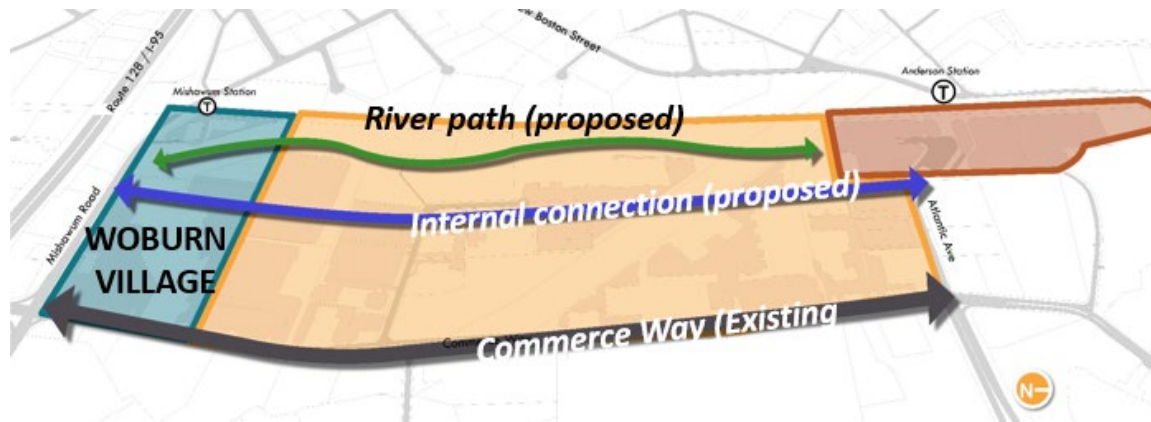 Route 128 / I-95
w Boston Street
Mishawum Station
T
Anderson Station
T
River path (proposed)
Internal connection (proposed)
Mishawum Road
WOBURN
VILLAGE
Atlantic Ave
Commerce Way (Existing
N